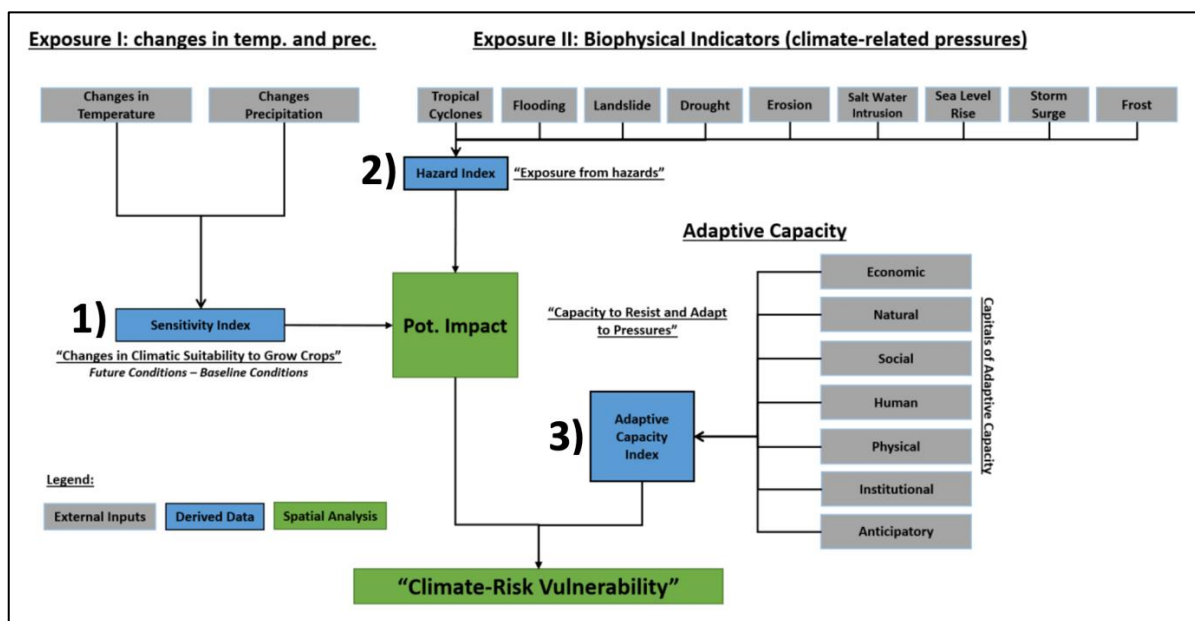 Exposure I: changes in temp. and prec.
Exposure II: Biophysical Indicators (climate-related pressures)
Changes in
Temperature
Changes
Precipitation
Tropical
Cyclones
Flooding
Landslide
Drought
Erosion
Salt Water
Intrusion
Sea Level
Rise
Storm
Surge
Frost
2)
Hazard Index
“Exposure from hazards”
Adaptive Capacity
1)
Sensitivity Index
“Changes in Climatic Suitability to Grow Crops”
Future Conditions – Baseline Conditions
Pot. Impact
“Capacity to Resist and Adapt
to Pressures”
3)
Adaptive
Capacity
Index
Economic
Natural
Social
Human
Physical
Institutional
Anticipatory
Capitals of Adaptive Capacity
Legend:
External Inputs
Derived Data
Spatial Analysis
“Climate-Risk Vulnerability”